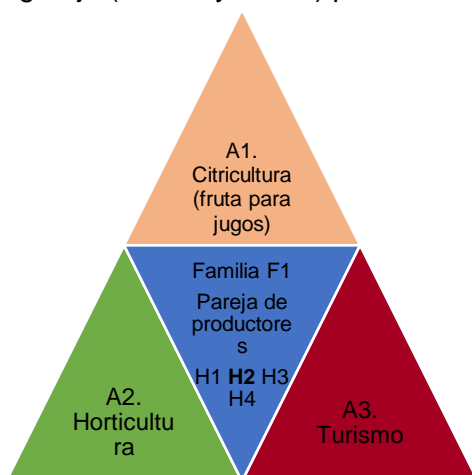 A1.
Citricultura
(fruta para
jugos)
Familia F1
Pareja de
productore
s
H1 H2 H3
H4
A2.
Horticultu
ra
A3.
Turismo